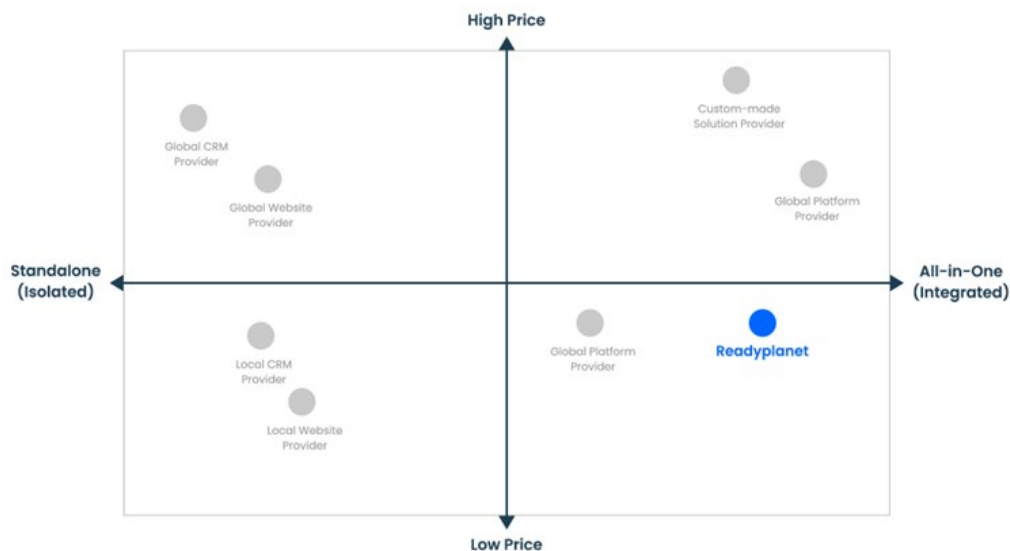 High Price
Custom-made
Solution Provider
Global CRM
Provider
Global Website
Provider
Global Platform
Provider
Standalone
(Isolated)
All-in-One
(Integrated)
Local CRM
Provider
Global Platform
Provider
Readyplanet
Local Website
Provider
Low Price